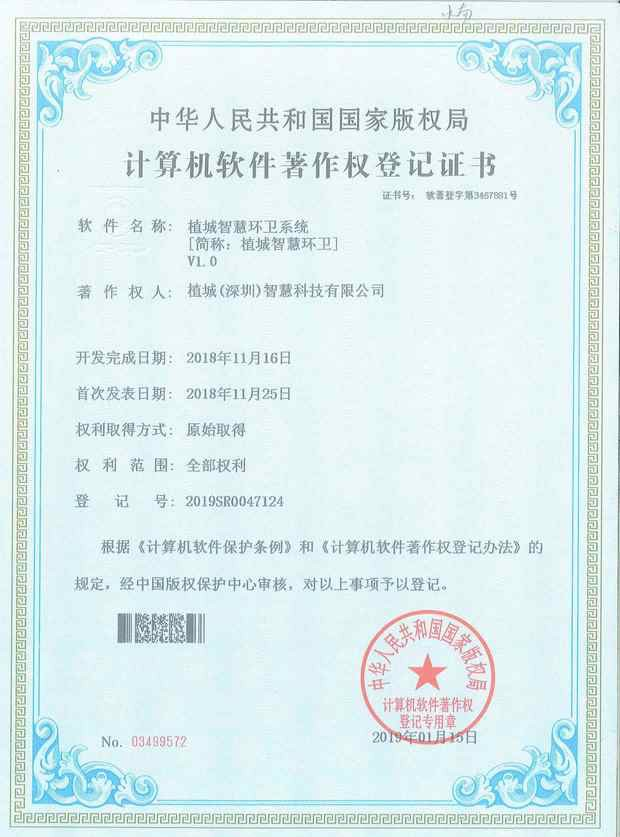 中华人民共和国国家版权局
计算机软件著作权登记证书
证书号： 软著登字第3467881号
软件名称： 植城智慧环卫系统
[简称：植城智慧环卫]
V1.0
著作权人： 植城(深圳)智慧科技有限公司
开发完成日期： 2018年11月16日
首次发表日期： 2018年11月25日
权利取得方式： 原始取得
权利范围： 全部权利
登记号： 2019SR0047124
根据《计算机软件保护条例》和《计算机软件著作权登记办法》的
规定，经中国版权保护中心审核，对以上事项予以登记。
中华人民共和国国家版权局
计算机软件著作权
登记专用章
No. 03499572
2019年01月15日